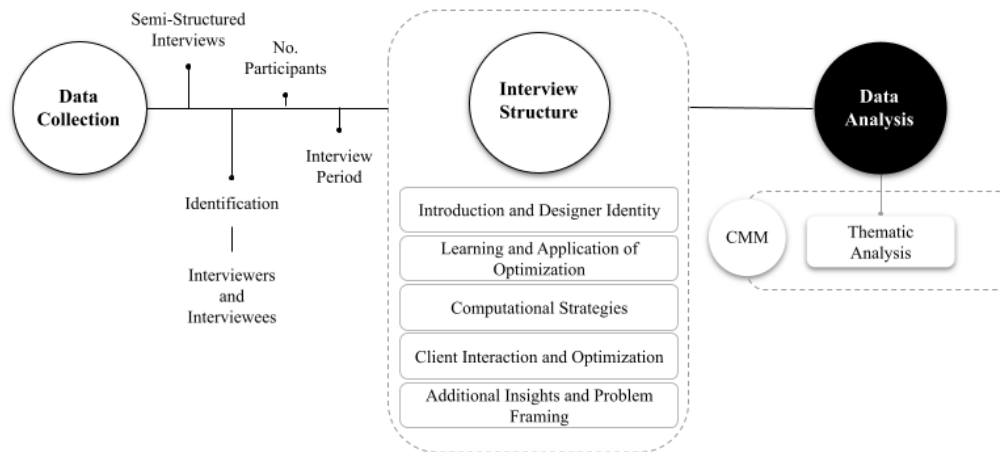 Semi-Structured
Interviews
No.
Participants
Data
Collection
Interview
Period
Identification
Interviewers
and
Interviewees
Interview
Structure
Introduction and Designer Identity
Learning and Application of
Optimization
Computational Strategies
Client Interaction and Optimization
Additional Insights and Problem
Framing
Data
Analysis
CMM
Thematic
Analysis